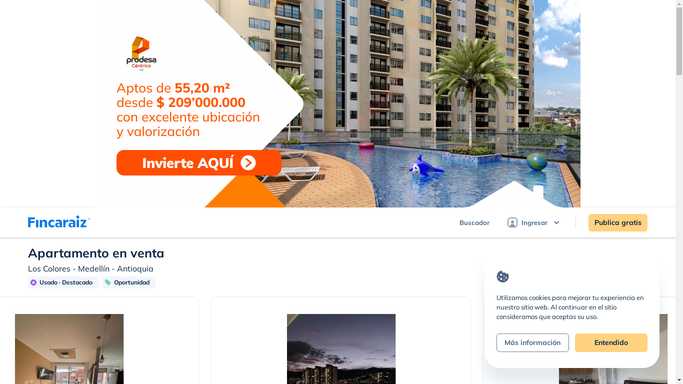 prodesa
Aptos de 55,20 m²
desde $ 209'000.000
con excelente ubicación
y valorización
Invierte AQUÍ
Fincaraiz
Buscador
Ingresar
Publica gratis
Apartamento en venta
Los Colores - Medellín - Antioquia
Usado · Destacado
Oportunidad
Utilizamos cookies para mejorar tu experiencia en
nuestro sitio web. Al continuar en el sitio
consideramos que aceptas su uso.
Más información
Entendido